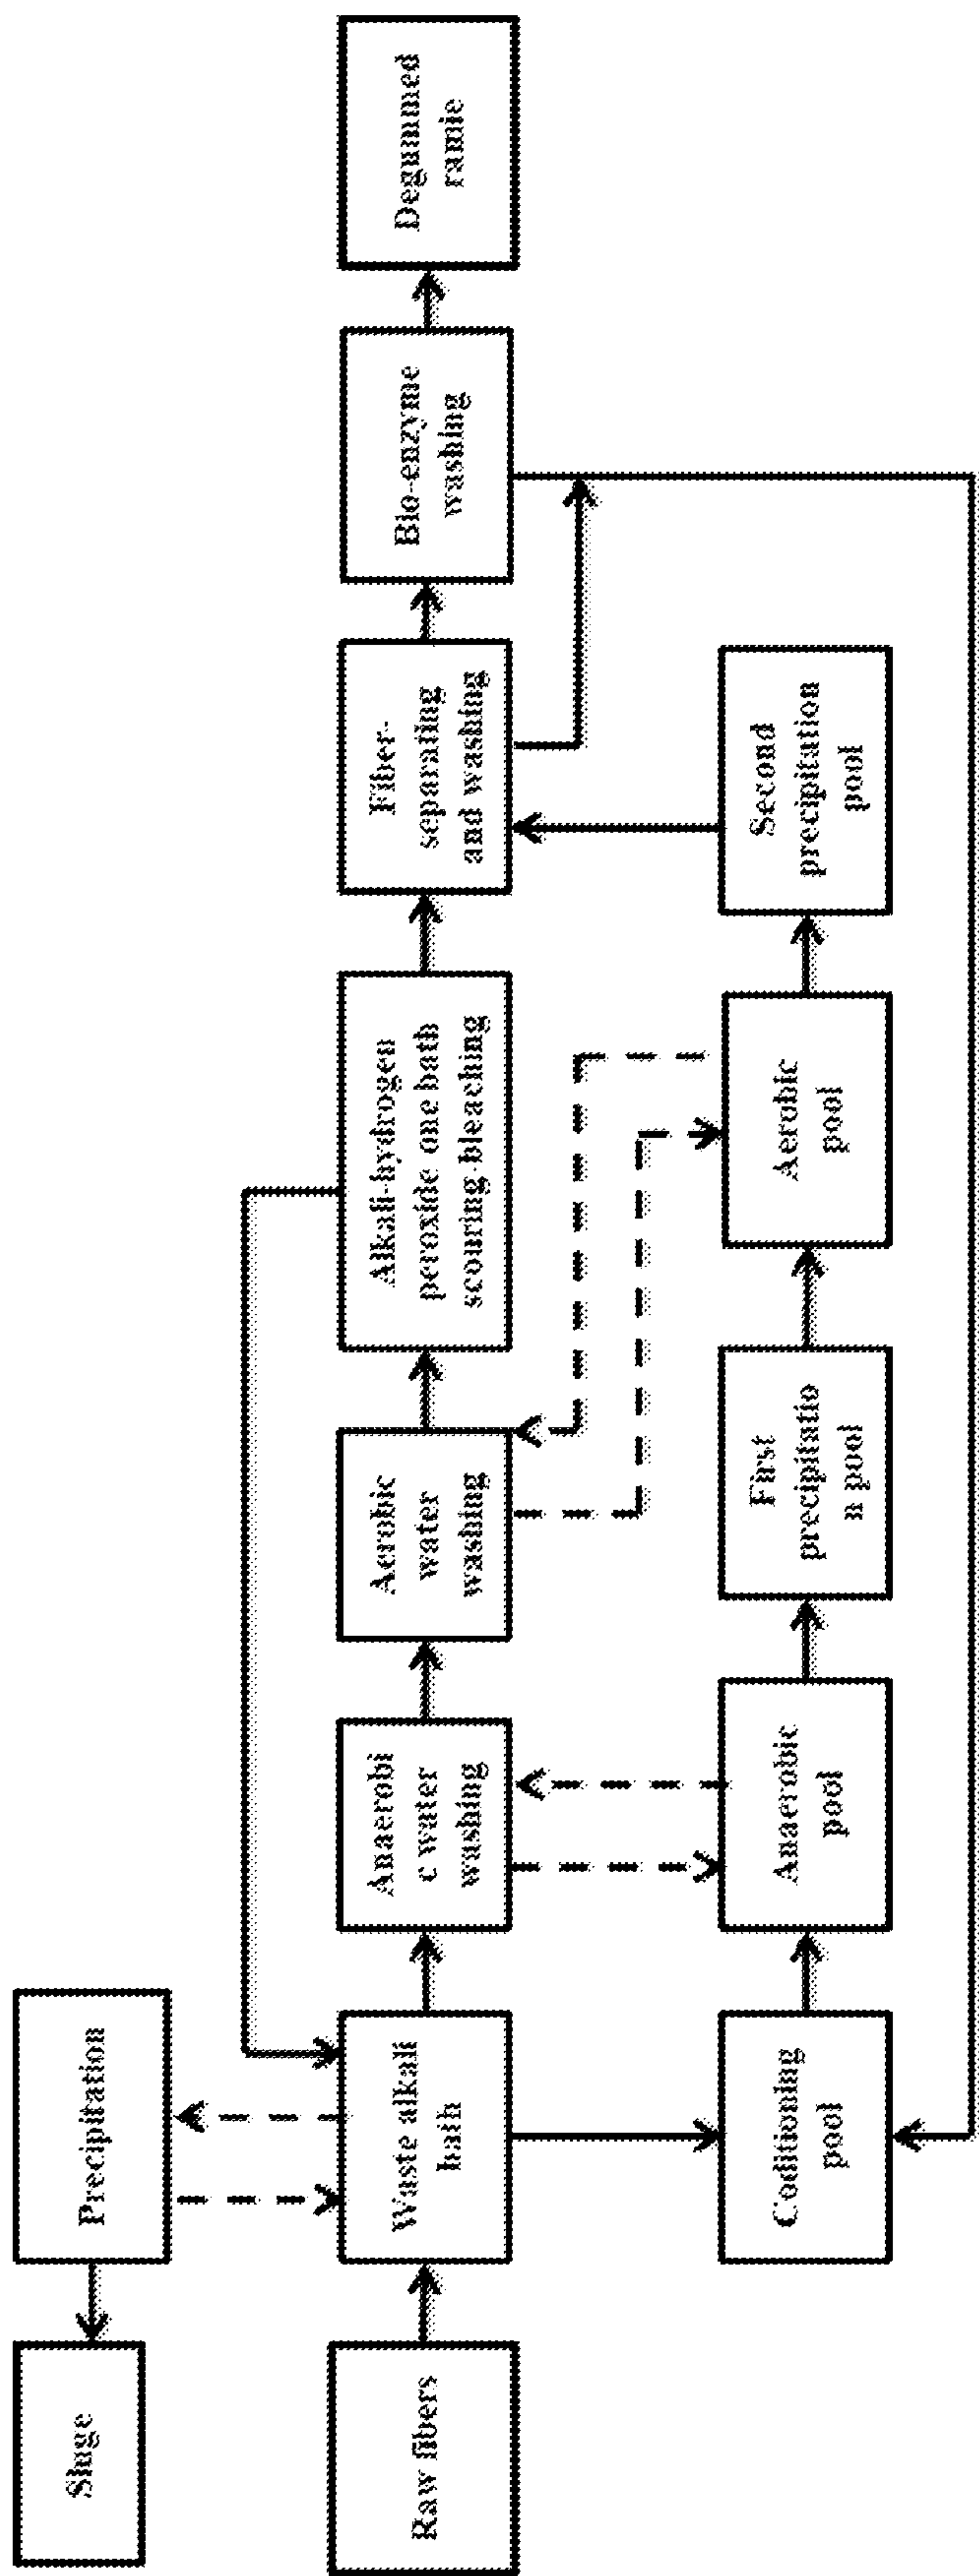 Sluge
Precipitation
Raw fibers
Waste alkali
bath
Anaerobi
c water
washing
Aerobic
water
washing
Alkali-hydrogen
peroxide one bath
scouring-bleaching
Fiber-
separating
and washing
Bio-enzyme
washing
Degummed
ramie
Coditioning
pool
Anaerobic
pool
First
precipitatio
n pool
Aerobic
pool
Second
precipitation
pool